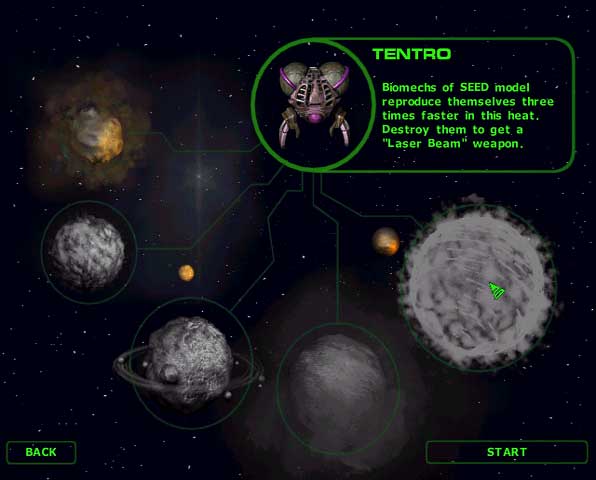 TENTRO
Biomechs of SEED model
reproduce themselves three
times faster in this heat.
Destroy them to get a
"Laser Beam" weapon.
BACK
START